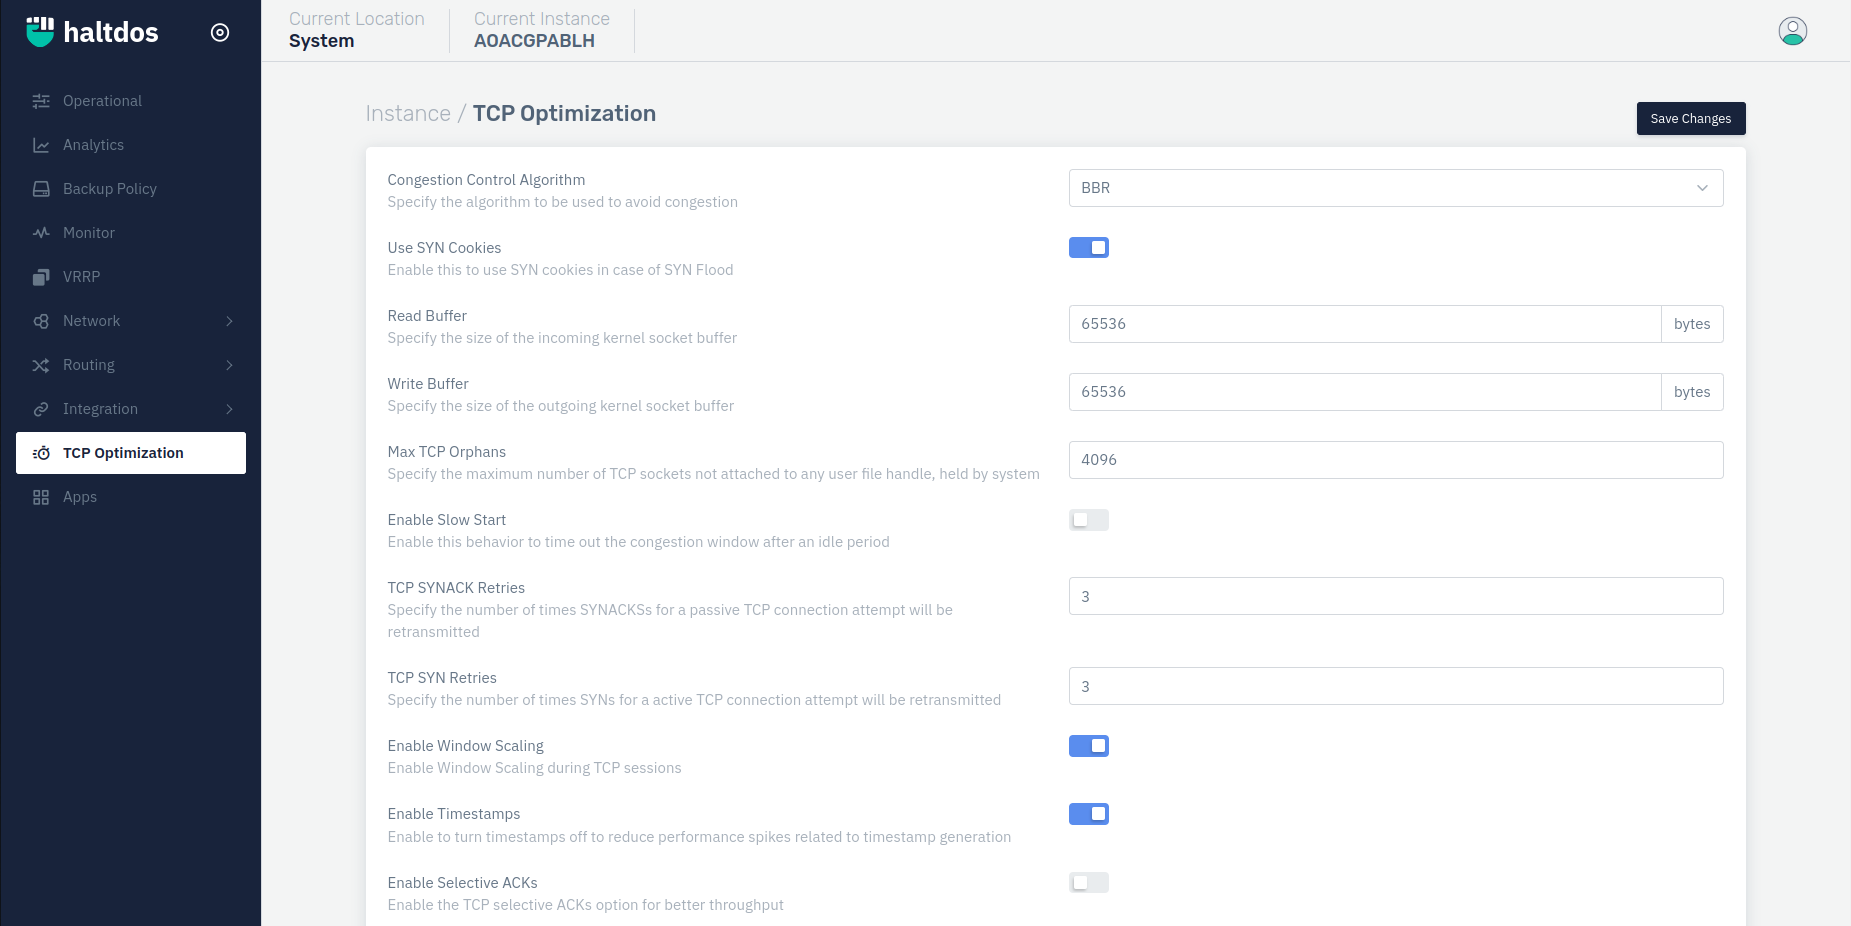 haltdos
Current Location
System
Current Instance
AOACGPABLH
Operational
Analytics
Backup Policy
Monitor
VRRP
Network
Routing
Integration
TCP Optimization
Apps
Instance / TCP Optimization
Save Changes
Congestion Control Algorithm
Specify the algorithm to be used to avoid congestion
BBR
Use SYN Cookies
Enable this to use SYN cookies in case of SYN Flood
Read Buffer
Specify the size of the incoming kernel socket buffer
65536 bytes
Write Buffer
Specify the size of the outgoing kernel socket buffer
65536 bytes
Max TCP Orphans
Specify the maximum number of TCP sockets not attached to any user file handle, held by system
4096
Enable Slow Start
Enable this behavior to time out the congestion window after an idle period
TCP SYNACK Retries
Specify the number of times SYNACKSs for a passive TCP connection attempt will be
retransmitted
3
TCP SYN Retries
Specify the number of times SYNs for a active TCP connection attempt will be retransmitted
3
Enable Window Scaling
Enable Window Scaling during TCP sessions
Enable Timestamps
Enable to turn timestamps off to reduce performance spikes related to timestamp generation
Enable Selective ACKs
Enable the TCP selective ACKs option for better throughput